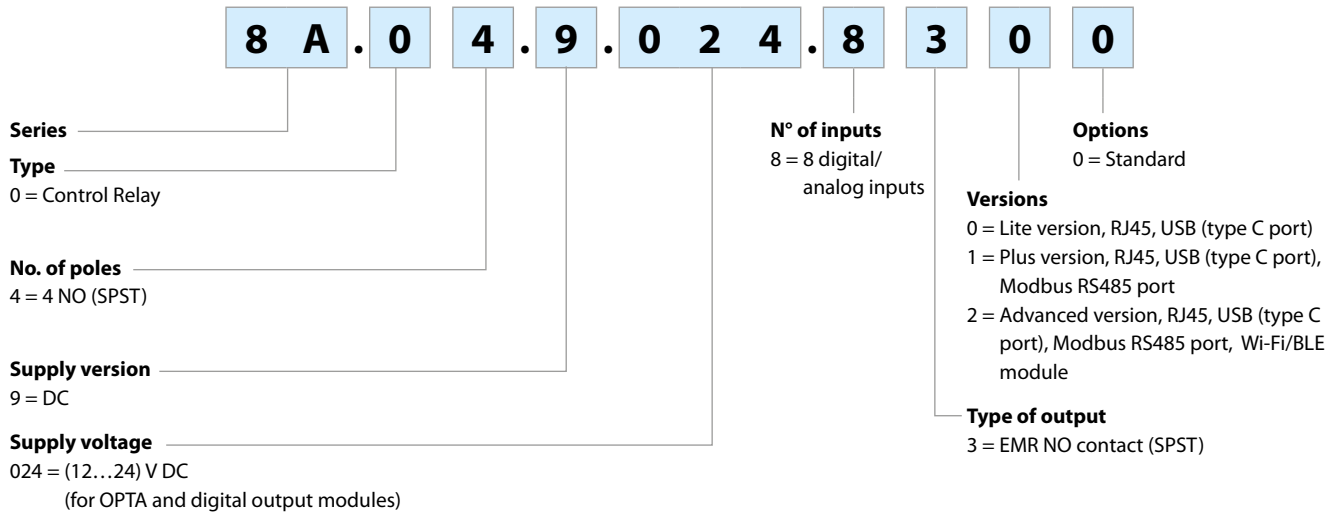 8 A . 0 4 . 9 . 0 2 4 . 8 3 0 0
Series
Type
0 = Control Relay
No. of poles
4 = 4 NO (SPST)
Supply version
9 = DC
Supply voltage
024 = (12…24) V DC
(for OPTA and digital output modules)
N° of inputs
8 = 8 digital/
analog inputs
Options
0 = Standard
Versions
0 = Lite version, RJ45, USB (type C port)
1 = Plus version, RJ45, USB (type C port),
Modbus RS485 port
2 = Advanced version, RJ45, USB (type C
port), Modbus RS485 port, Wi-Fi/BLE
module
Type of output
3 = EMR NO contact (SPST)